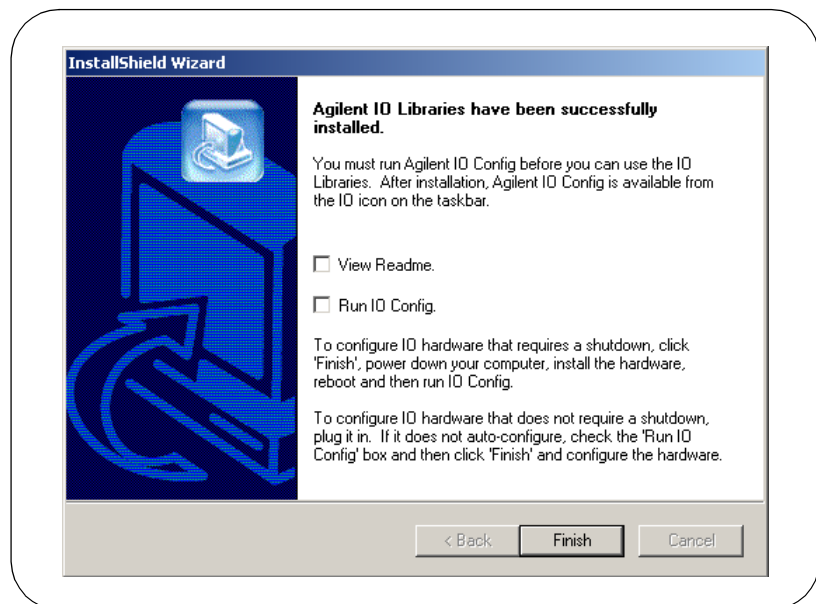 InstallShield Wizard
Agilent IO Libraries have been successfully
installed.
You must run Agilent IO Config before you can use the IO
Libraries.  After installation, Agilent IO Config is available from
the IO icon on the taskbar.
View Readme.
Run IO Config.
To configure IO hardware that requires a shutdown, click
'Finish', power down your computer, install the hardware,
reboot and then run IO Config.
To configure IO hardware that does not require a shutdown,
plug it in.  If it does not auto-configure, check the 'Run IO
Config' box and then click 'Finish' and configure the hardware.
< Back
Finish
Cancel